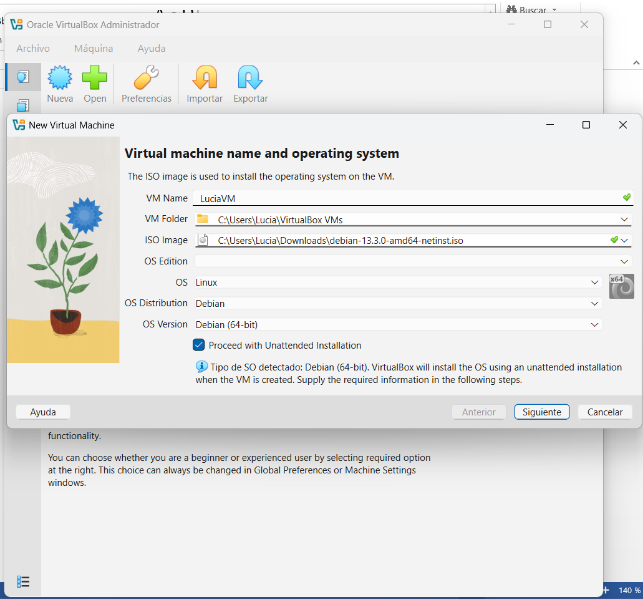 Buscar
Oracle VirtualBox Administrador
Archivo Máquina Ayuda
Nueva Open Preferencias Importar Exportar
New Virtual Machine
Virtual machine name and operating system
The ISO image is used to install the operating system on the VM.
VM Name LuciaVM
VM Folder C:\Users\Lucia\VirtualBox VMs
ISO Image C:\Users\Lucia\Downloads\debian-13.3.0-amd64-netinst.iso
OS Edition
OS Linux
x64
OS Distribution Debian
OS Version Debian (64-bit)
Proceed with Unattended Installation
Tipo de SO detectado: Debian (64-bit). VirtualBox will install the OS using an unattended installation
when the VM is created. Supply the required information in the following steps.
Ayuda Anterior Siguiente Cancelar
functionality.
You can choose whether you are a beginner or experienced user by selecting required option
at the right. This choice can always be changed in Global Preferences or Machine Settings
windows.
140 %